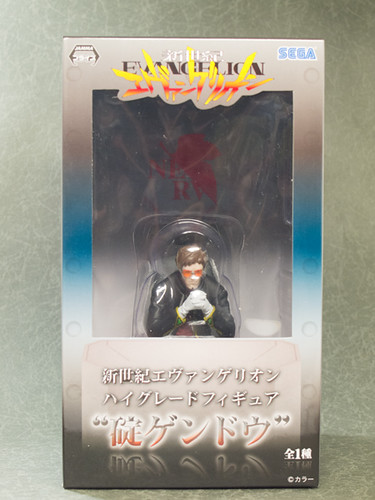 新世紀
EVANGELION
エヴァンゲリオン
SEGA
新世紀エヴァンゲリオン
ハイグレードフィギュア
“碇ゲンドウ”
全1種
©カラー